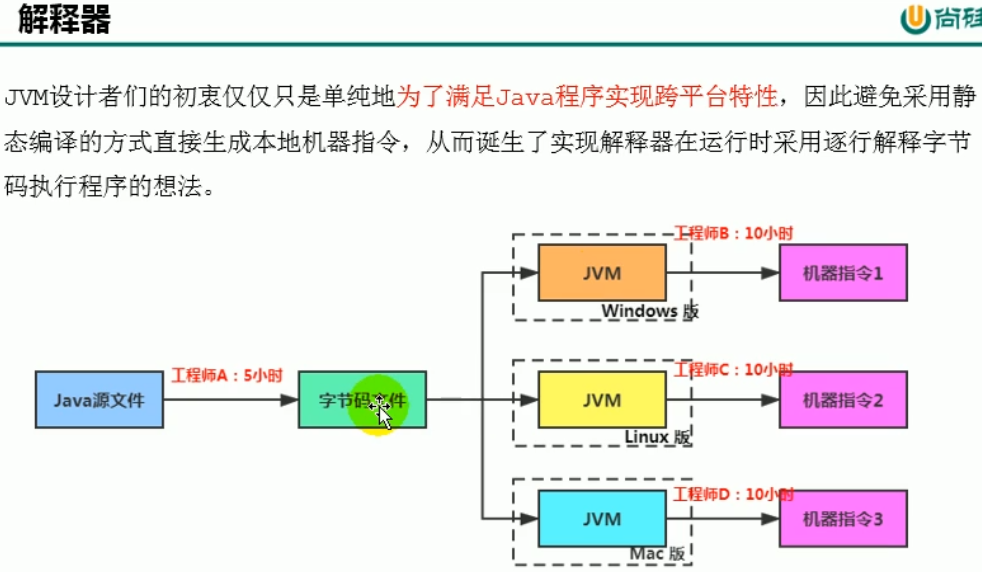 解释器
尚硅
JVM设计者们的初衷仅仅只是单纯地为了满足Java程序实现跨平台特性，因此避免采用静
态编译的方式直接生成本地机器指令，从而诞生了实现解释器在运行时采用逐行解释字节
码执行程序的想法。
工程师B：10小时
JVM
机器指令1
Windows 版
工程师A：5小时
工程师C：10小时
Java源文件
字节码文件
JVM
机器指令2
Linux 版
工程师D：10小时
JVM
机器指令3
Mac 版